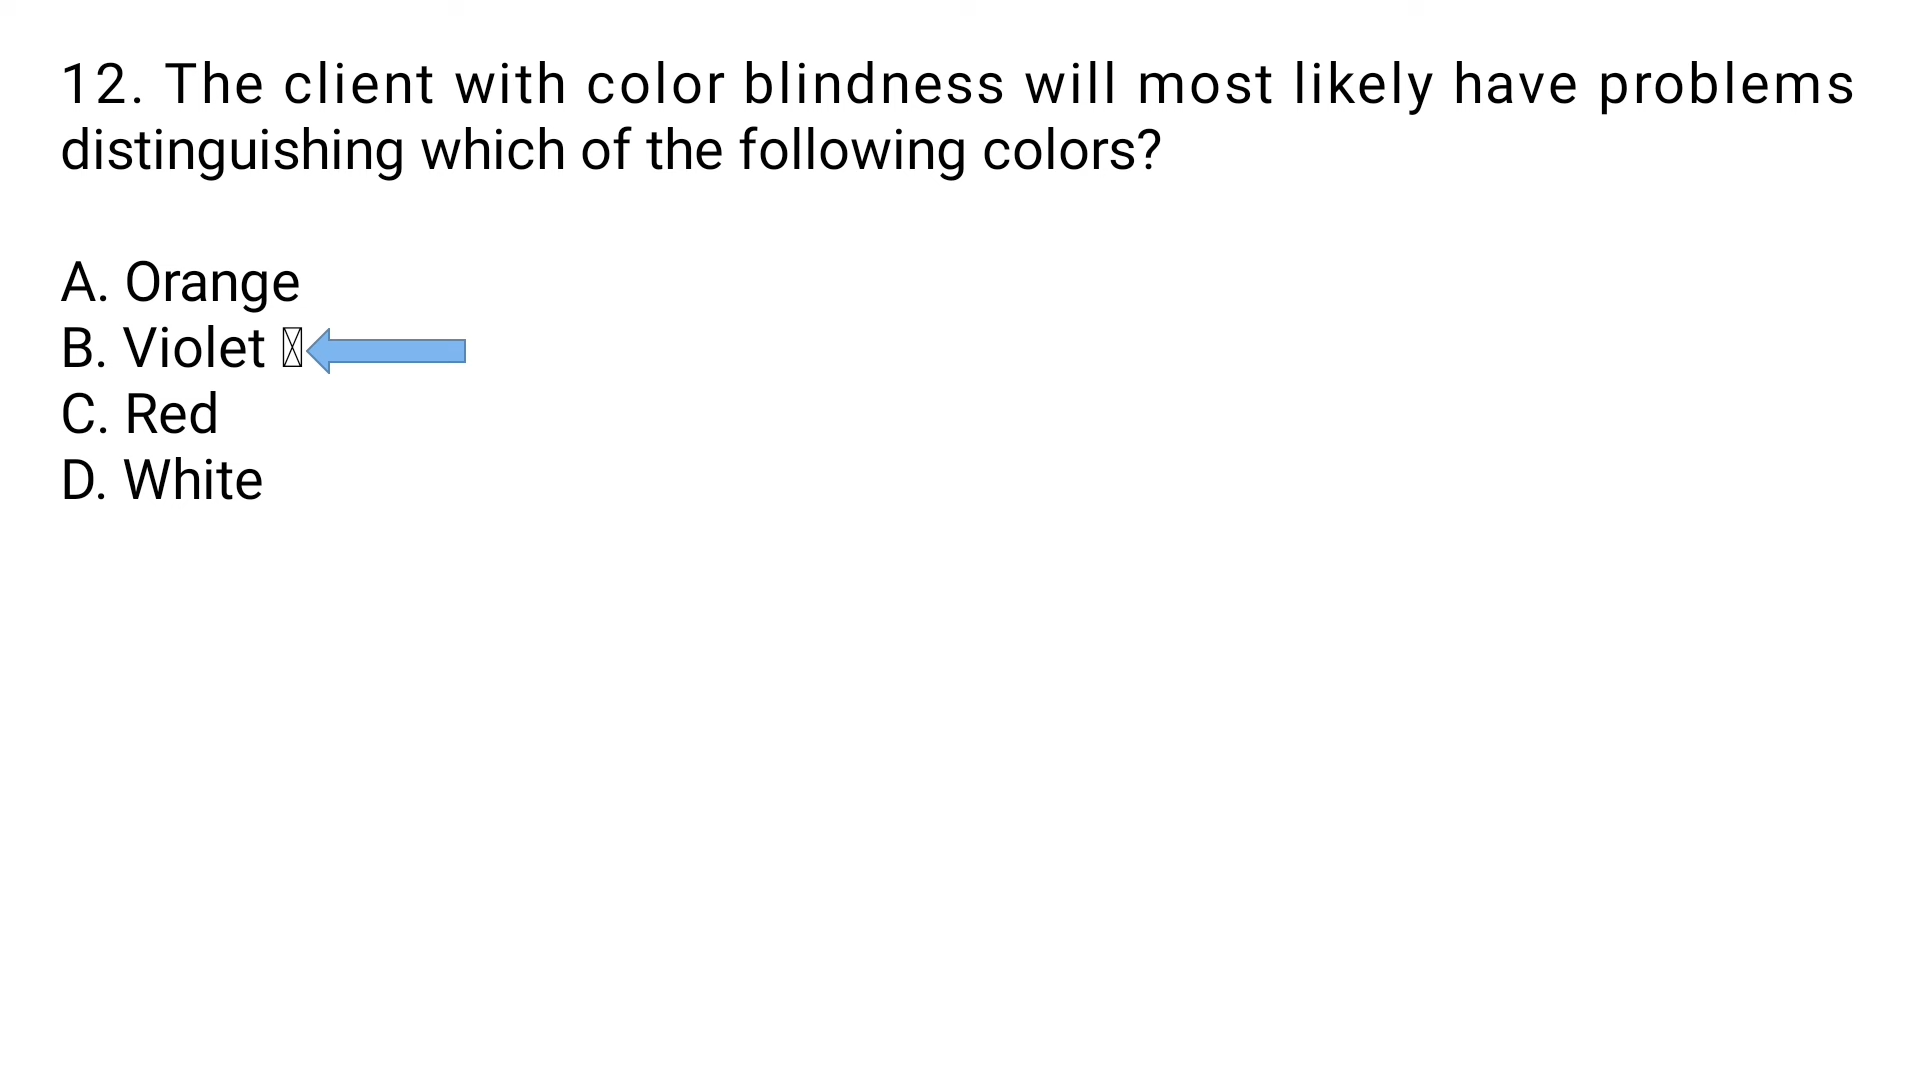 12. The client with color blindness will most likely have problems
distinguishing which of the following colors?
A. Orange
B. Violet
C. Red
D. White